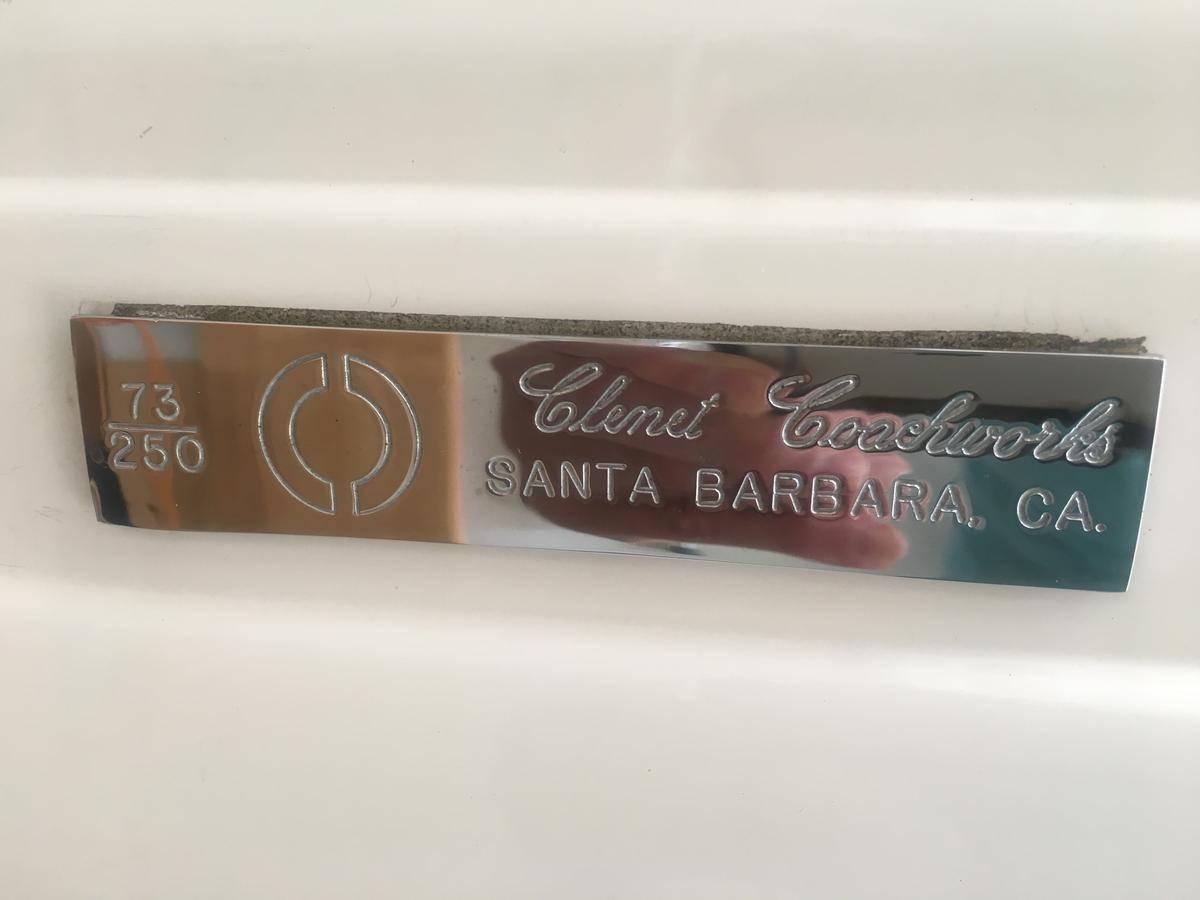 73
250
Clenet Coachworks
SANTA BARBARA, CA.